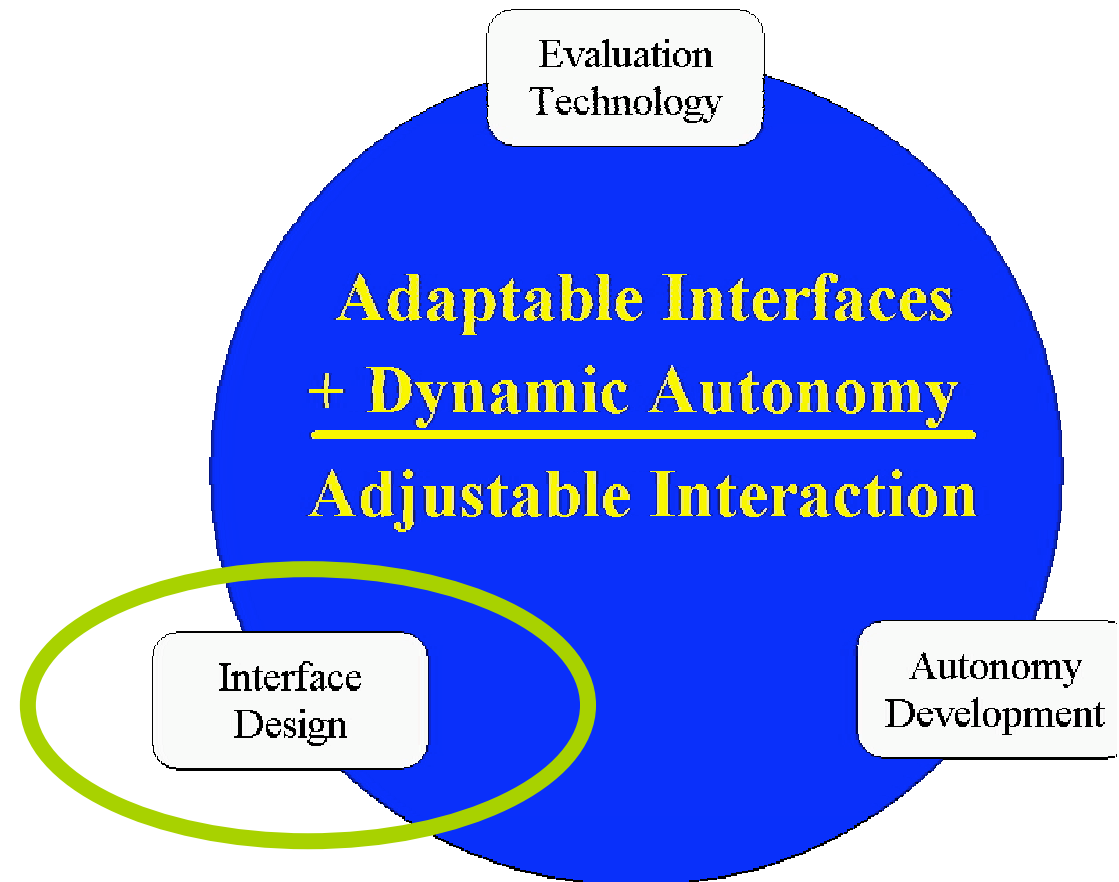 Evaluation
Technology
Adaptable Interfaces
+ Dynamic Autonomy
Adjustable Interaction
Interface
Design
Autonomy
Development